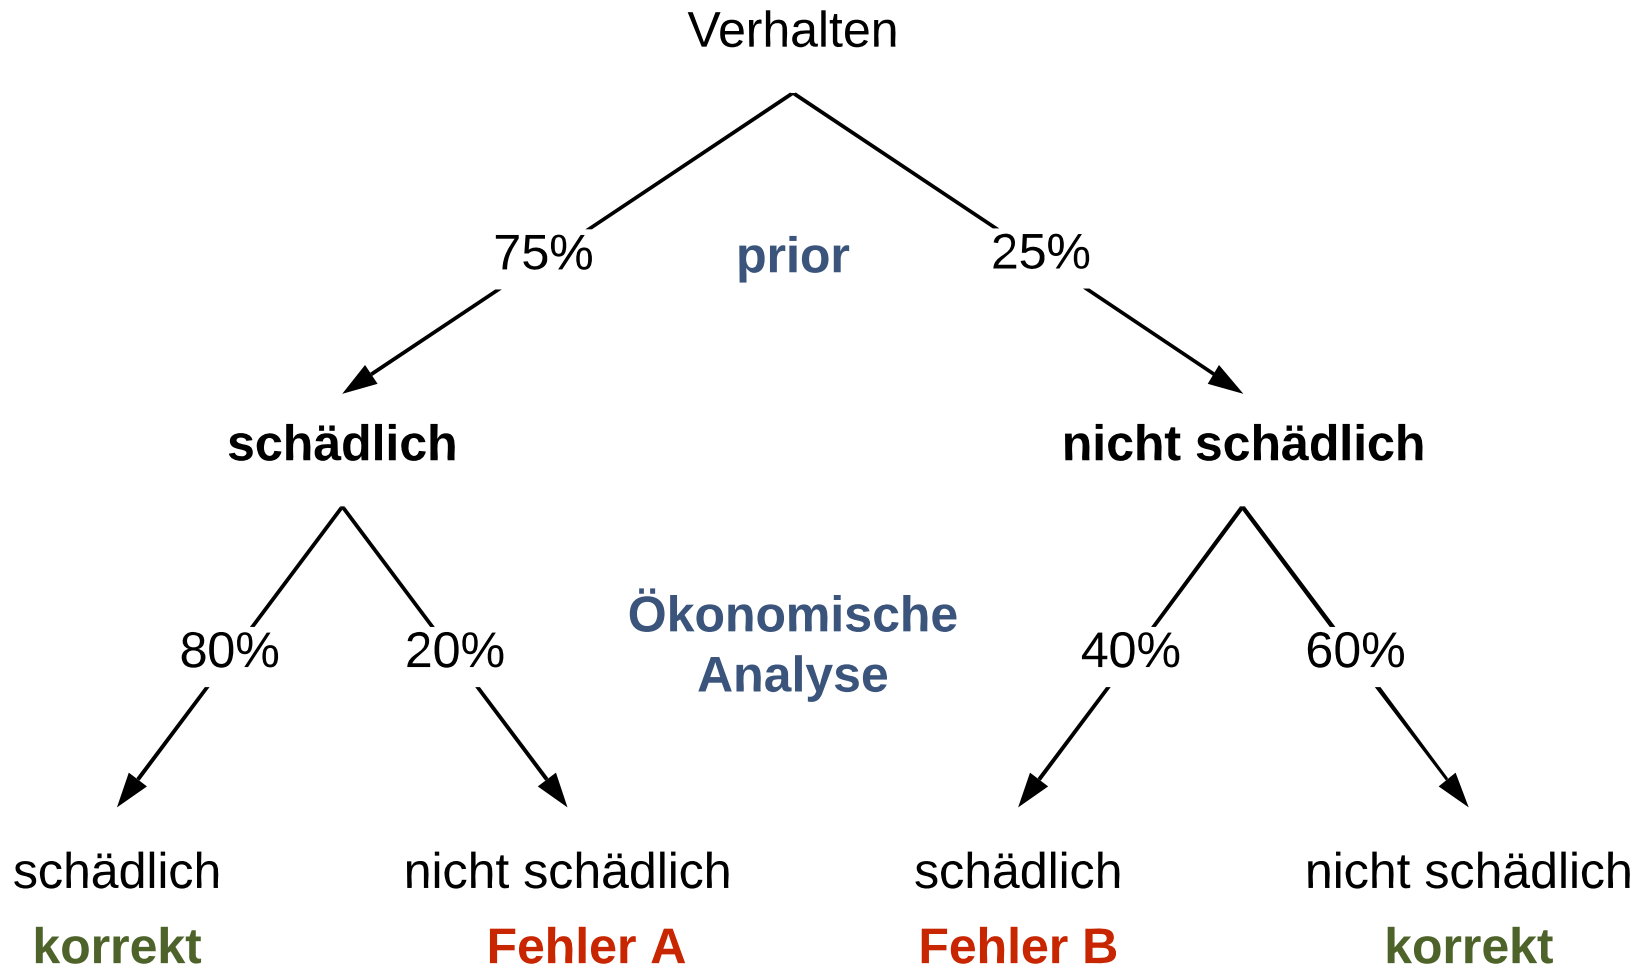 Verhalten
75%
prior
25%
schädlich
nicht schädlich
Ökonomische
Analyse
80%
20%
40%
60%
schädlich
nicht schädlich
schädlich
nicht schädlich
korrekt
Fehler A
Fehler B
korrekt